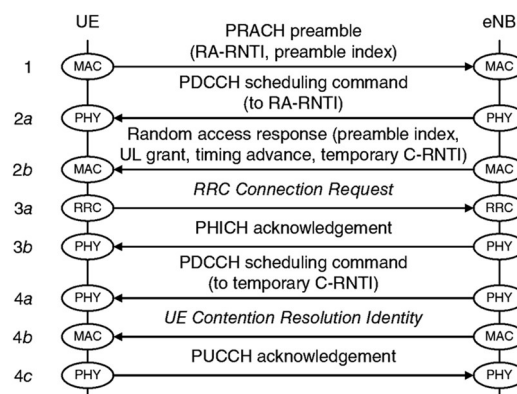 UE
eNB
PRACH preamble
(RA-RNTI, preamble index)
1
MAC
MAC
PDCCH scheduling command
(to RA-RNTI)
2a
PHY
PHY
Random access response (preamble index,
UL grant, timing advance, temporary C-RNTI)
2b
MAC
MAC
RRC Connection Request
3a
RRC
RRC
PHICH acknowledgement
3b
PHY
PHY
PDCCH scheduling command
(to temporary C-RNTI)
4a
PHY
PHY
UE Contention Resolution Identity
4b
MAC
MAC
PUCCH acknowledgement
4c
PHY
PHY